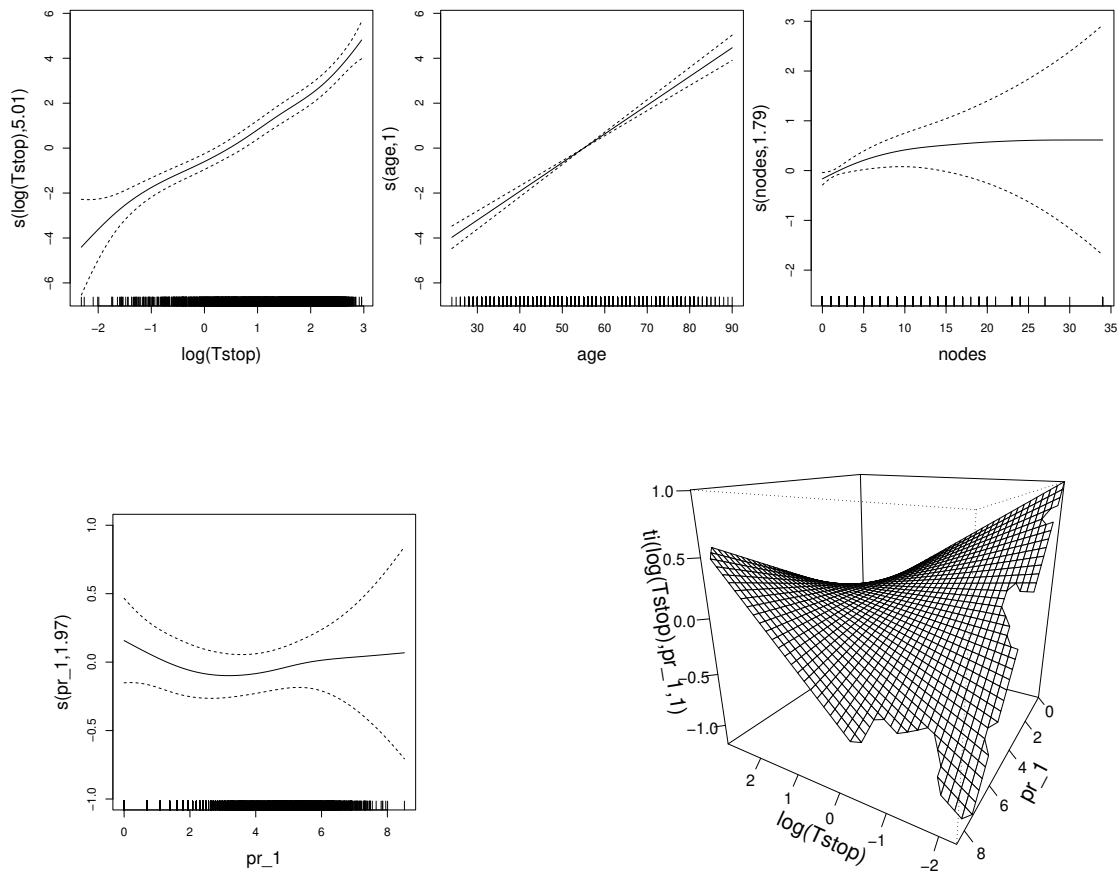 s(log(Tstop),5.01)
6
4
2
0
−2
−4
−6
−2 −1 0 1 2 3
log(Tstop)
s(age,1)
6
4
2
0
−2
−4
−6
30 40 50 60 70 80 90
age
s(nodes,1.79)
3
2
1
0
−1
−2
0 5 10 15 20 25 30 35
nodes
s(pr_1,1.97)
1.0
0.5
0.0
−0.5
−1.0
0 2 4 6 8
pr_1
ti(log(Tstop),pr_1,1)
1.0
0.5
0.0
−0.5
−1.0
2 1 0 −1 −2
log(Tstop)
0
2
4
6
8
pr_1